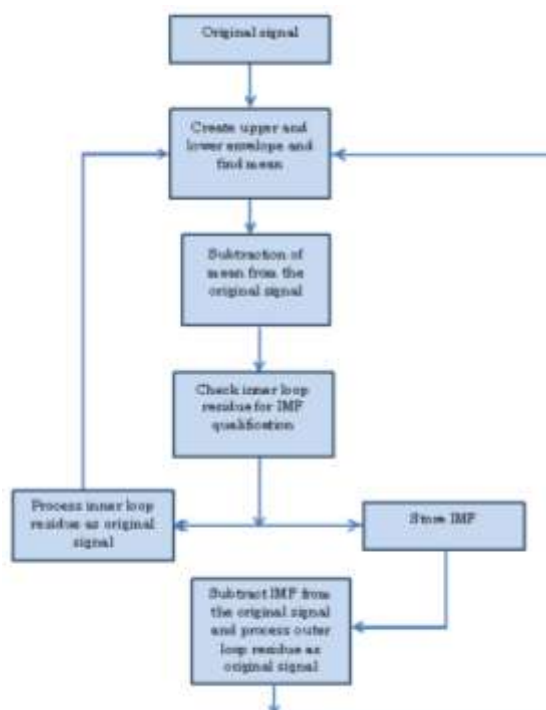 Original signal
Create upper and
lower envelope and
find mean
Subtraction of
mean from the
original signal
Check inner loop
residue for IMF
qualification
Process inner loop
residue as original
signal
Store IMF
Subtract IMF from
the original signal
and process outer
loop residue as
original signal